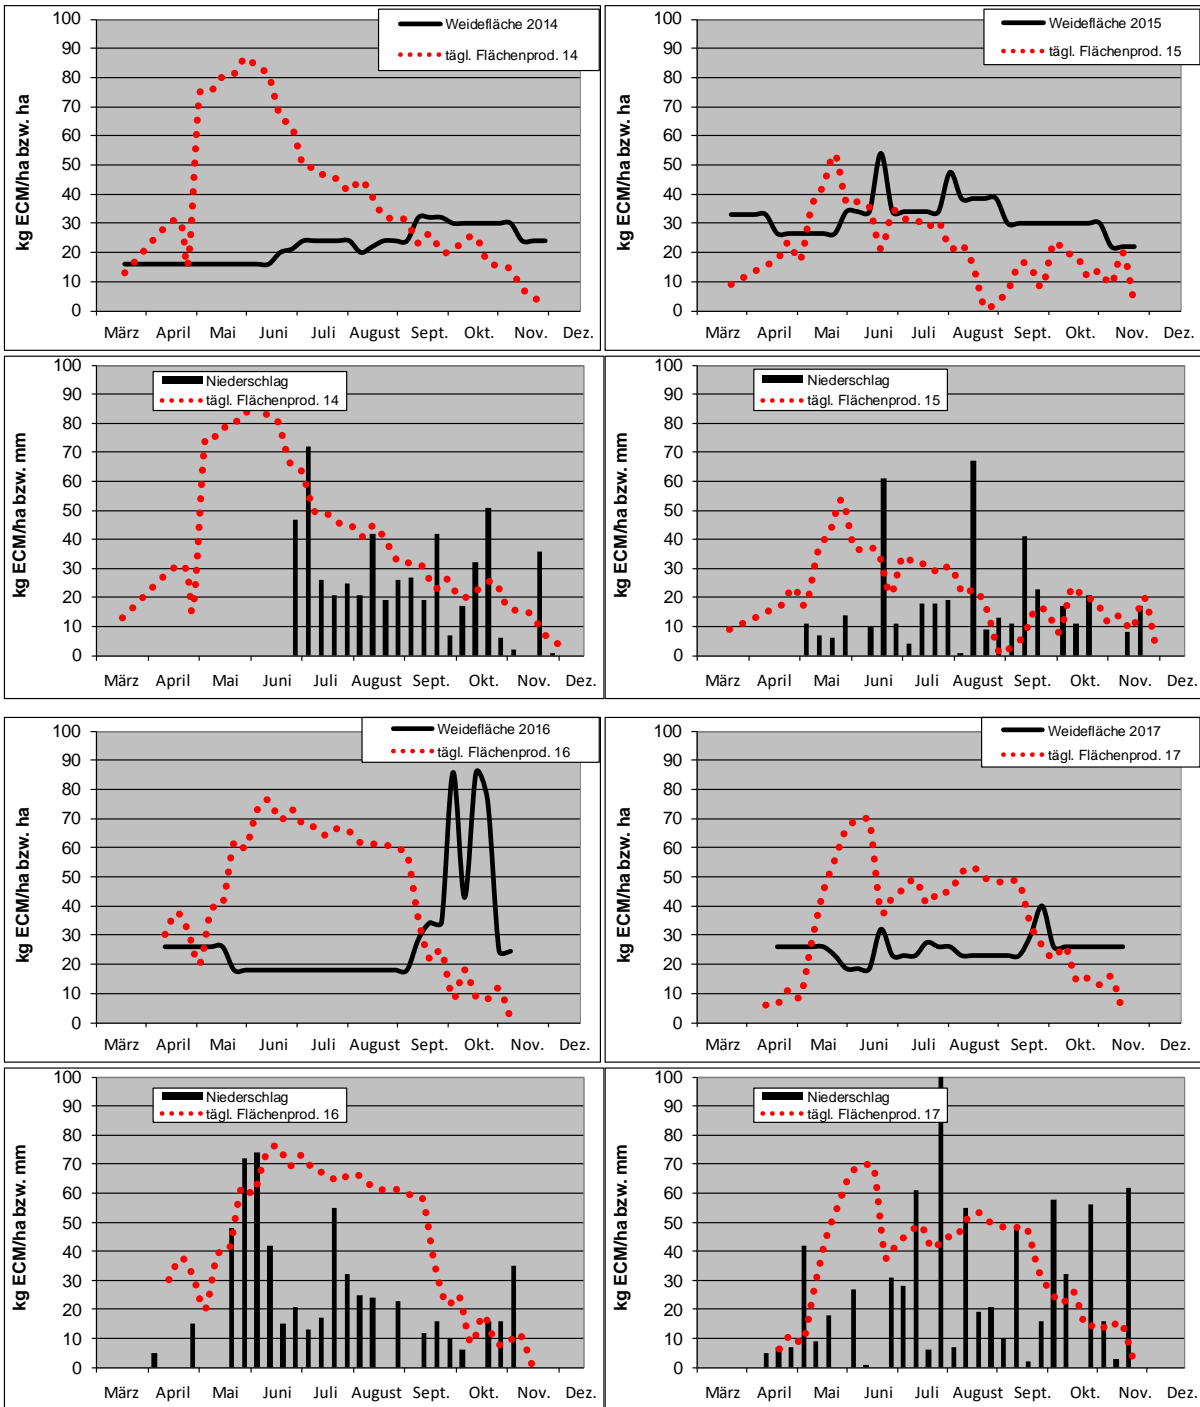 kg ECM/ha bzw. ha
100
90
80
70
60
50
40
30
20
10
0
Weidefläche 2014
tägl. Flächenprod. 14
März April Mai Juni Juli August Sept. Okt. Nov. Dez.
kg ECM/ha bzw. ha
100
90
80
70
60
50
40
30
20
10
0
Weidefläche 2015
tägl. Flächenprod. 15
März April Mai Juni Juli August Sept. Okt. Nov. Dez.
kg ECM/ha bzw. mm
100
90
80
70
60
50
40
30
20
10
0
Niederschlag
tägl. Flächenprod. 14
März April Mai Juni Juli August Sept. Okt. Nov. Dez.
kg ECM/ha bzw. mm
100
90
80
70
60
50
40
30
20
10
0
Niederschlag
tägl. Flächenprod. 15
März April Mai Juni Juli August Sept. Okt. Nov. Dez.
kg ECM/ha bzw. ha
100
90
80
70
60
50
40
30
20
10
0
Weidefläche 2016
tägl. Flächenprod. 16
März April Mai Juni Juli August Sept. Okt. Nov. Dez.
kg ECM/ha bzw. ha
100
90
80
70
60
50
40
30
20
10
0
Weidefläche 2017
tägl. Flächenprod. 17
März April Mai Juni Juli August Sept. Okt. Nov. Dez.
kg ECM/ha bzw. mm
100
90
80
70
60
50
40
30
20
10
0
Niederschlag
tägl. Flächenprod. 16
März April Mai Juni Juli August Sept. Okt. Nov. Dez.
kg ECM/ha bzw. mm
100
90
80
70
60
50
40
30
20
10
0
Niederschlag
tägl. Flächenprod. 17
März April Mai Juni Juli August Sept. Okt. Nov. Dez.